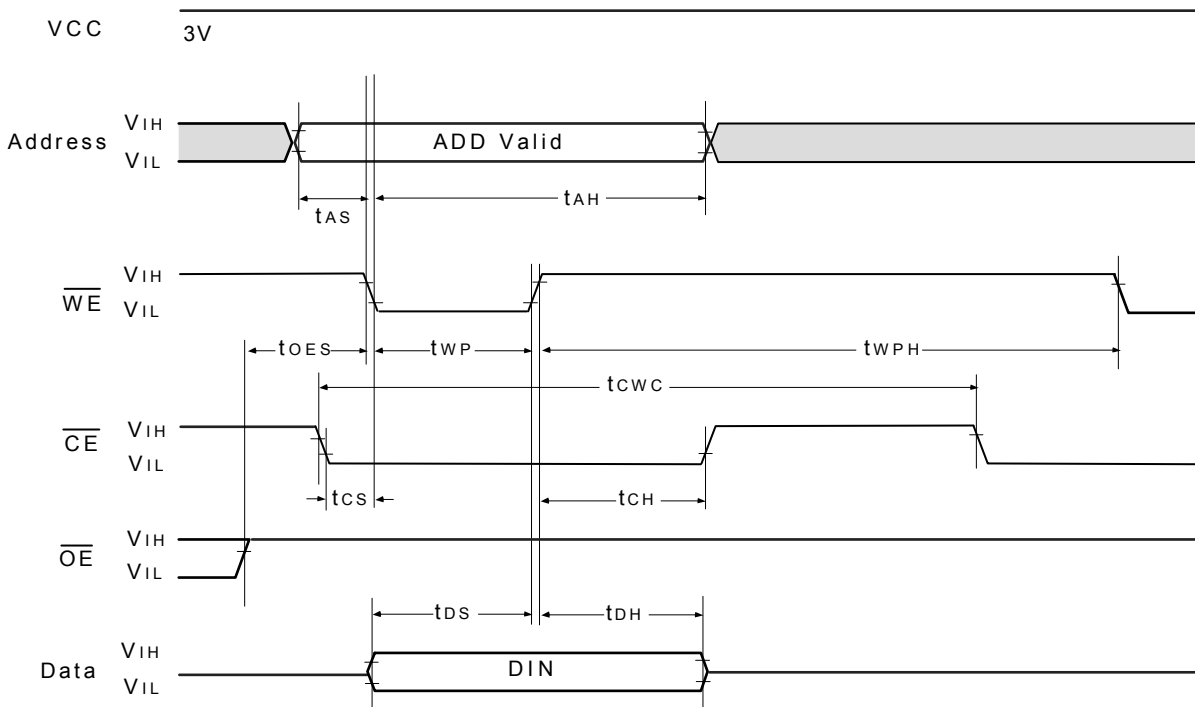 VCC 3V
VIH
Address ADD Valid
VIL
tAS tAH
VIH
WE
VIL
tOES tWP tWPH
tCWC
VIH
CE
VIL
tCS tCH
VIH
OE
VIL
tDS tDH
VIH
Data DIN
VIL